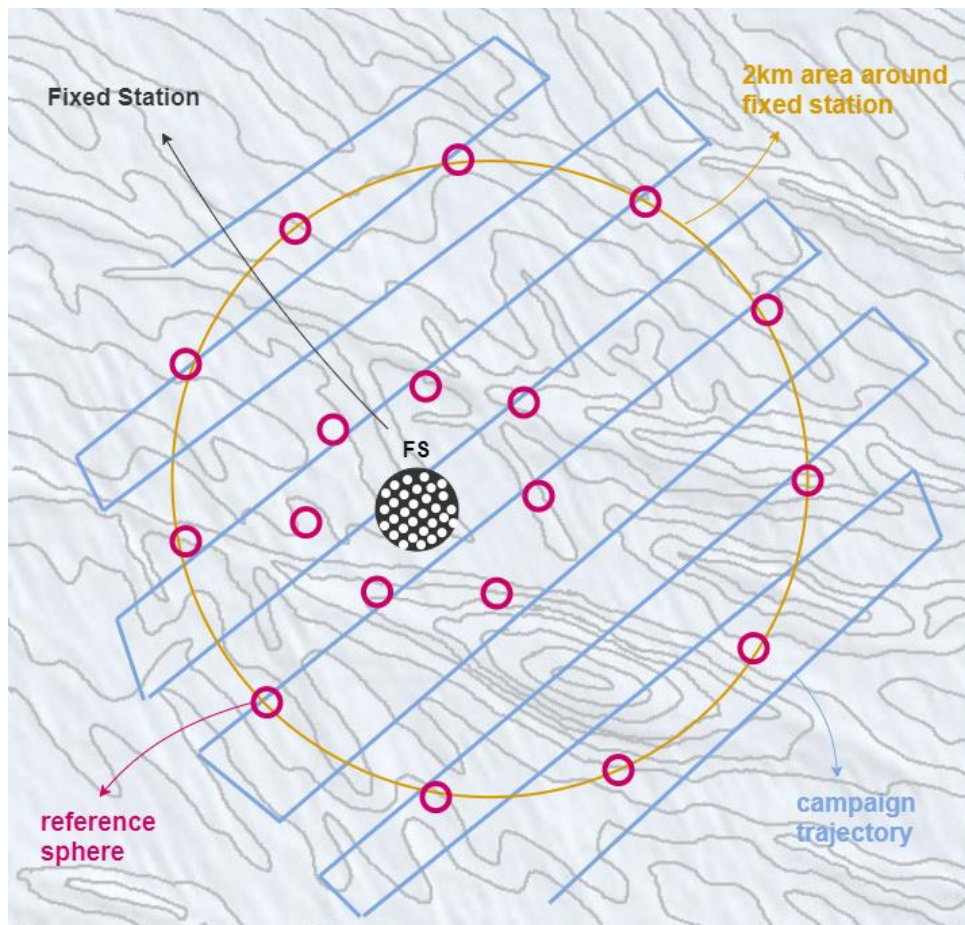 2km area around
fixed station
Fixed Station
FS
reference
sphere
campaign
trajectory